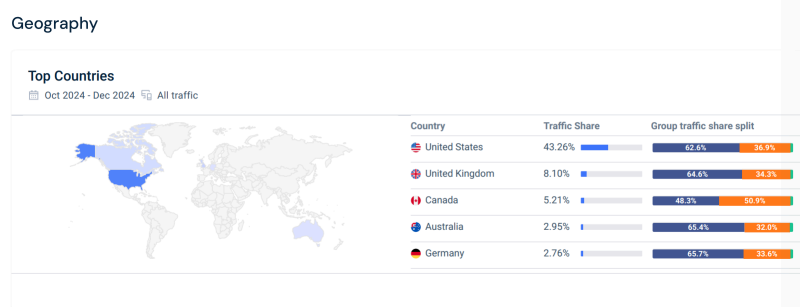 Geography
Top Countries
Oct 2024 - Dec 2024 All traffic
Country Traffic Share Group traffic share split
United States 43.26% 62.6% 36.9%
United Kingdom 8.10% 64.6% 34.3%
Canada 5.21% 48.3% 50.9%
Australia 2.95% 65.4% 32.0%
Germany 2.76% 65.7% 33.6%